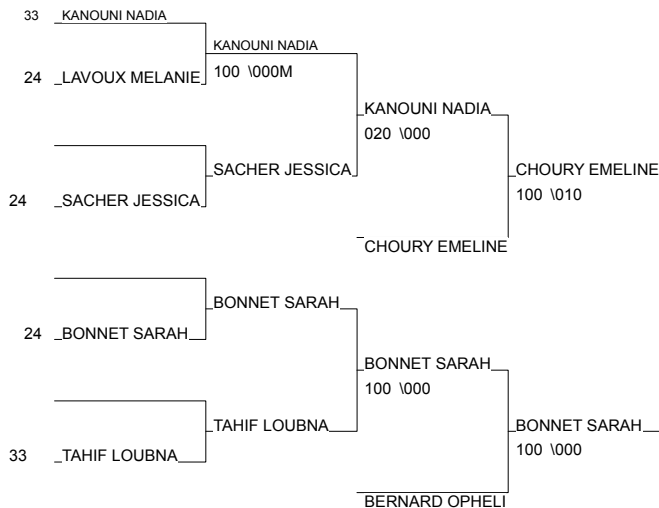 33 KANOUNI NADIA
KANOUNI NADIA
24 LAVOUX MELANIE
100 \000M
KANOUNI NADIA
020 \000
SACHER JESSICA
CHOURY EMELINE
100 \010
24 SACHER JESSICA
CHOURY EMELINE
BONNET SARAH
24 BONNET SARAH
BONNET SARAH
100 \000
TAHIF LOUBNA
BONNET SARAH
100 \000
33 TAHIF LOUBNA
BERNARD OPHELI